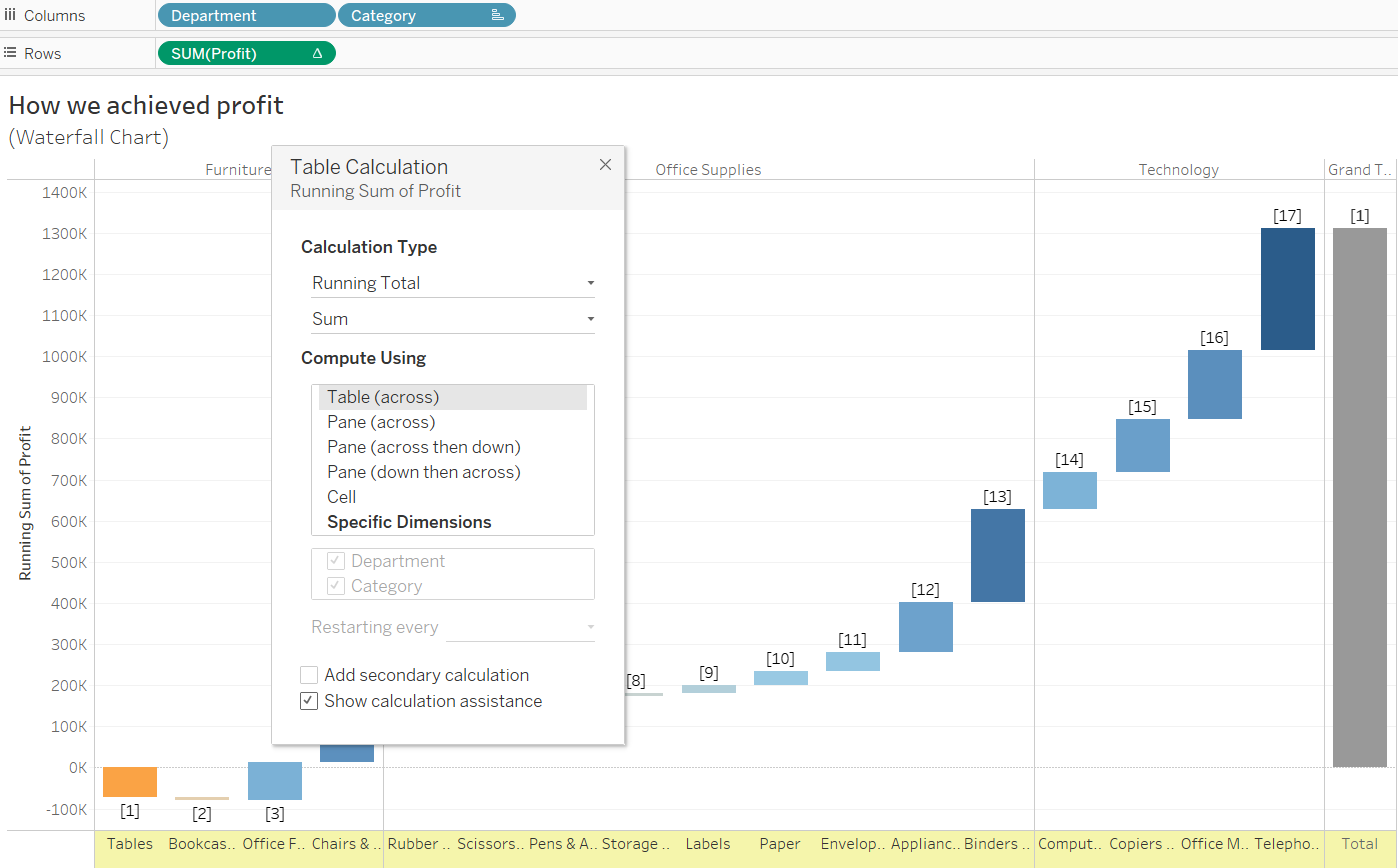 Columns
Department
Category
Rows
SUM(Profit) Δ
How we achieved profit
(Waterfall Chart)
Furniture
Office Supplies
Technology
Grand T..
Table Calculation
Running Sum of Profit
Calculation Type
Running Total
Sum
Compute Using
Table (across)
Pane (across)
Pane (across then down)
Pane (down then across)
Cell
Specific Dimensions
Department
Category
Restarting every
Add secondary calculation
Show calculation assistance
Running Sum of Profit
1400K
1300K
1200K
1100K
1000K
900K
800K
700K
600K
500K
400K
300K
200K
100K
0K
-100K
[1]
[2]
[3]
[8]
[9]
[10]
[11]
[12]
[13]
[14]
[15]
[16]
[17]
[1]
Tables
Bookcas..
Office F..
Chairs & ..
Rubber ..
Scissors..
Pens & A..
Storage ..
Labels
Paper
Envelop..
Applianc..
Binders ..
Comput..
Copiers ..
Office M..
Telepho..
Total